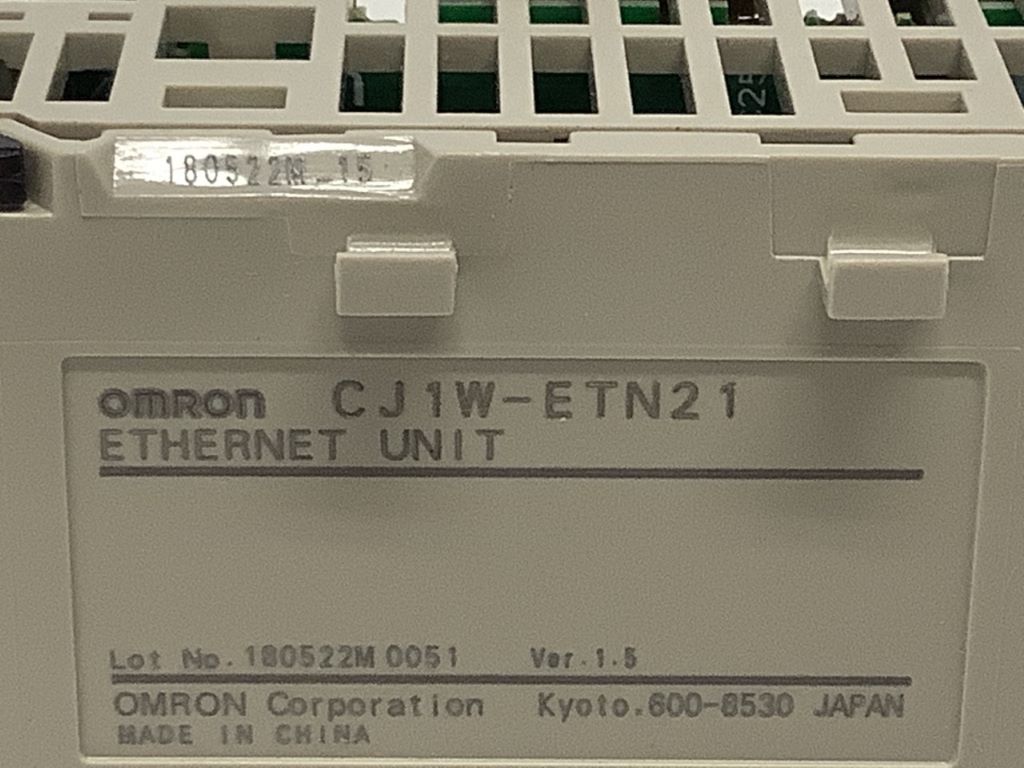 25
180522M 15
OMRON CJ1W-ETN21
ETHERNET UNIT
Lot No. 180522M 0051 Ver.1.5
OMRON Corporation Kyoto.600-8530 JAPAN
MADE IN CHINA